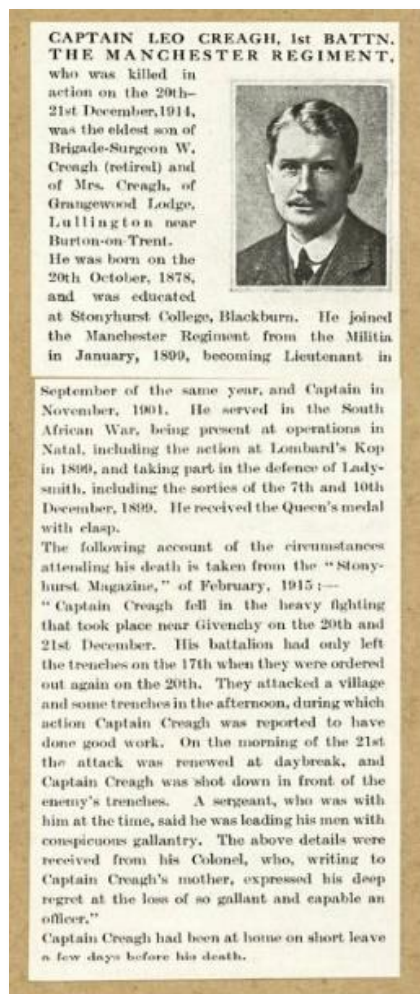 CAPTAIN LEO CREAGH, 1st BATTN.
THE MANCHESTER REGIMENT,
who was killed in
action on the 20th-
21st December, 1914,
was the eldest son of
Brigade-Surgeon W.
Creagh (retired) and
of Mrs. Creagh, of
Grangewood Lodge,
Lullington near
Burton-on-Trent.
He was born on the
20th October, 1878,
and was educated
at Stonyhurst College, Blackburn. He joined
the Manchester Regiment from the Militia
in January, 1899, becoming Lieutenant in
September of the same year, and Captain in
November, 1901. He served in the South
African War, being present at operations in
Natal, including the action at Lombard's Kop
in 1899, and taking part in the defence of Lady-
smith, including the sorties of the 7th and 10th
December, 1899. He received the Queen's medal
with clasp.
The following account of the circumstances
attending his death is taken from the "Stony-
hurst Magazine," of February, 1915 :—
"Captain Creagh fell in the heavy fighting
that took place near Givenchy on the 20th and
21st December. His battalion had only left
the trenches on the 17th when they were ordered
out again on the 20th. They attacked a village
and some trenches in the afternoon, during which
action Captain Creagh was reported to have
done good work. On the morning of the 21st
the attack was renewed at daybreak, and
Captain Creagh was shot down in front of the
enemy's trenches. A sergeant, who was with
him at the time, said he was leading his men with
conspicuous gallantry. The above details were
received from his Colonel, who, writing to
Captain Creagh's mother, expressed his deep
regret at the loss of so gallant and capable an
officer."
Captain Creagh had been at home on short leave
a few days before his death.